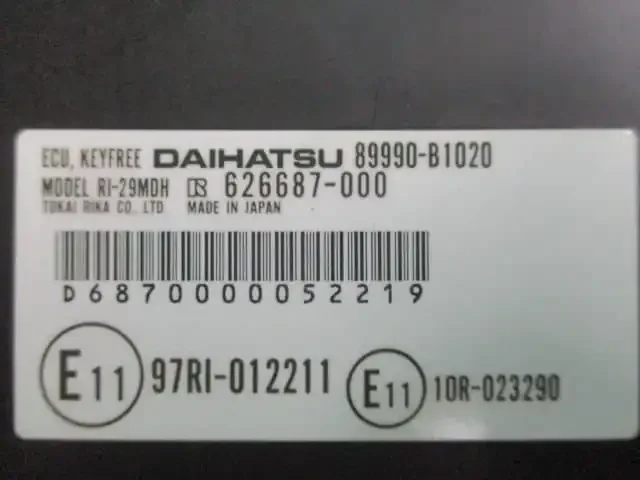 ECU, KEYFREE DAIHATSU 89990-B1020
MODEL RI-29MDH R 626687-000
TOKAI RIKA CO., LTD MADE IN JAPAN
D6870000052219
E11 97RI-012211 E11 10R-023290